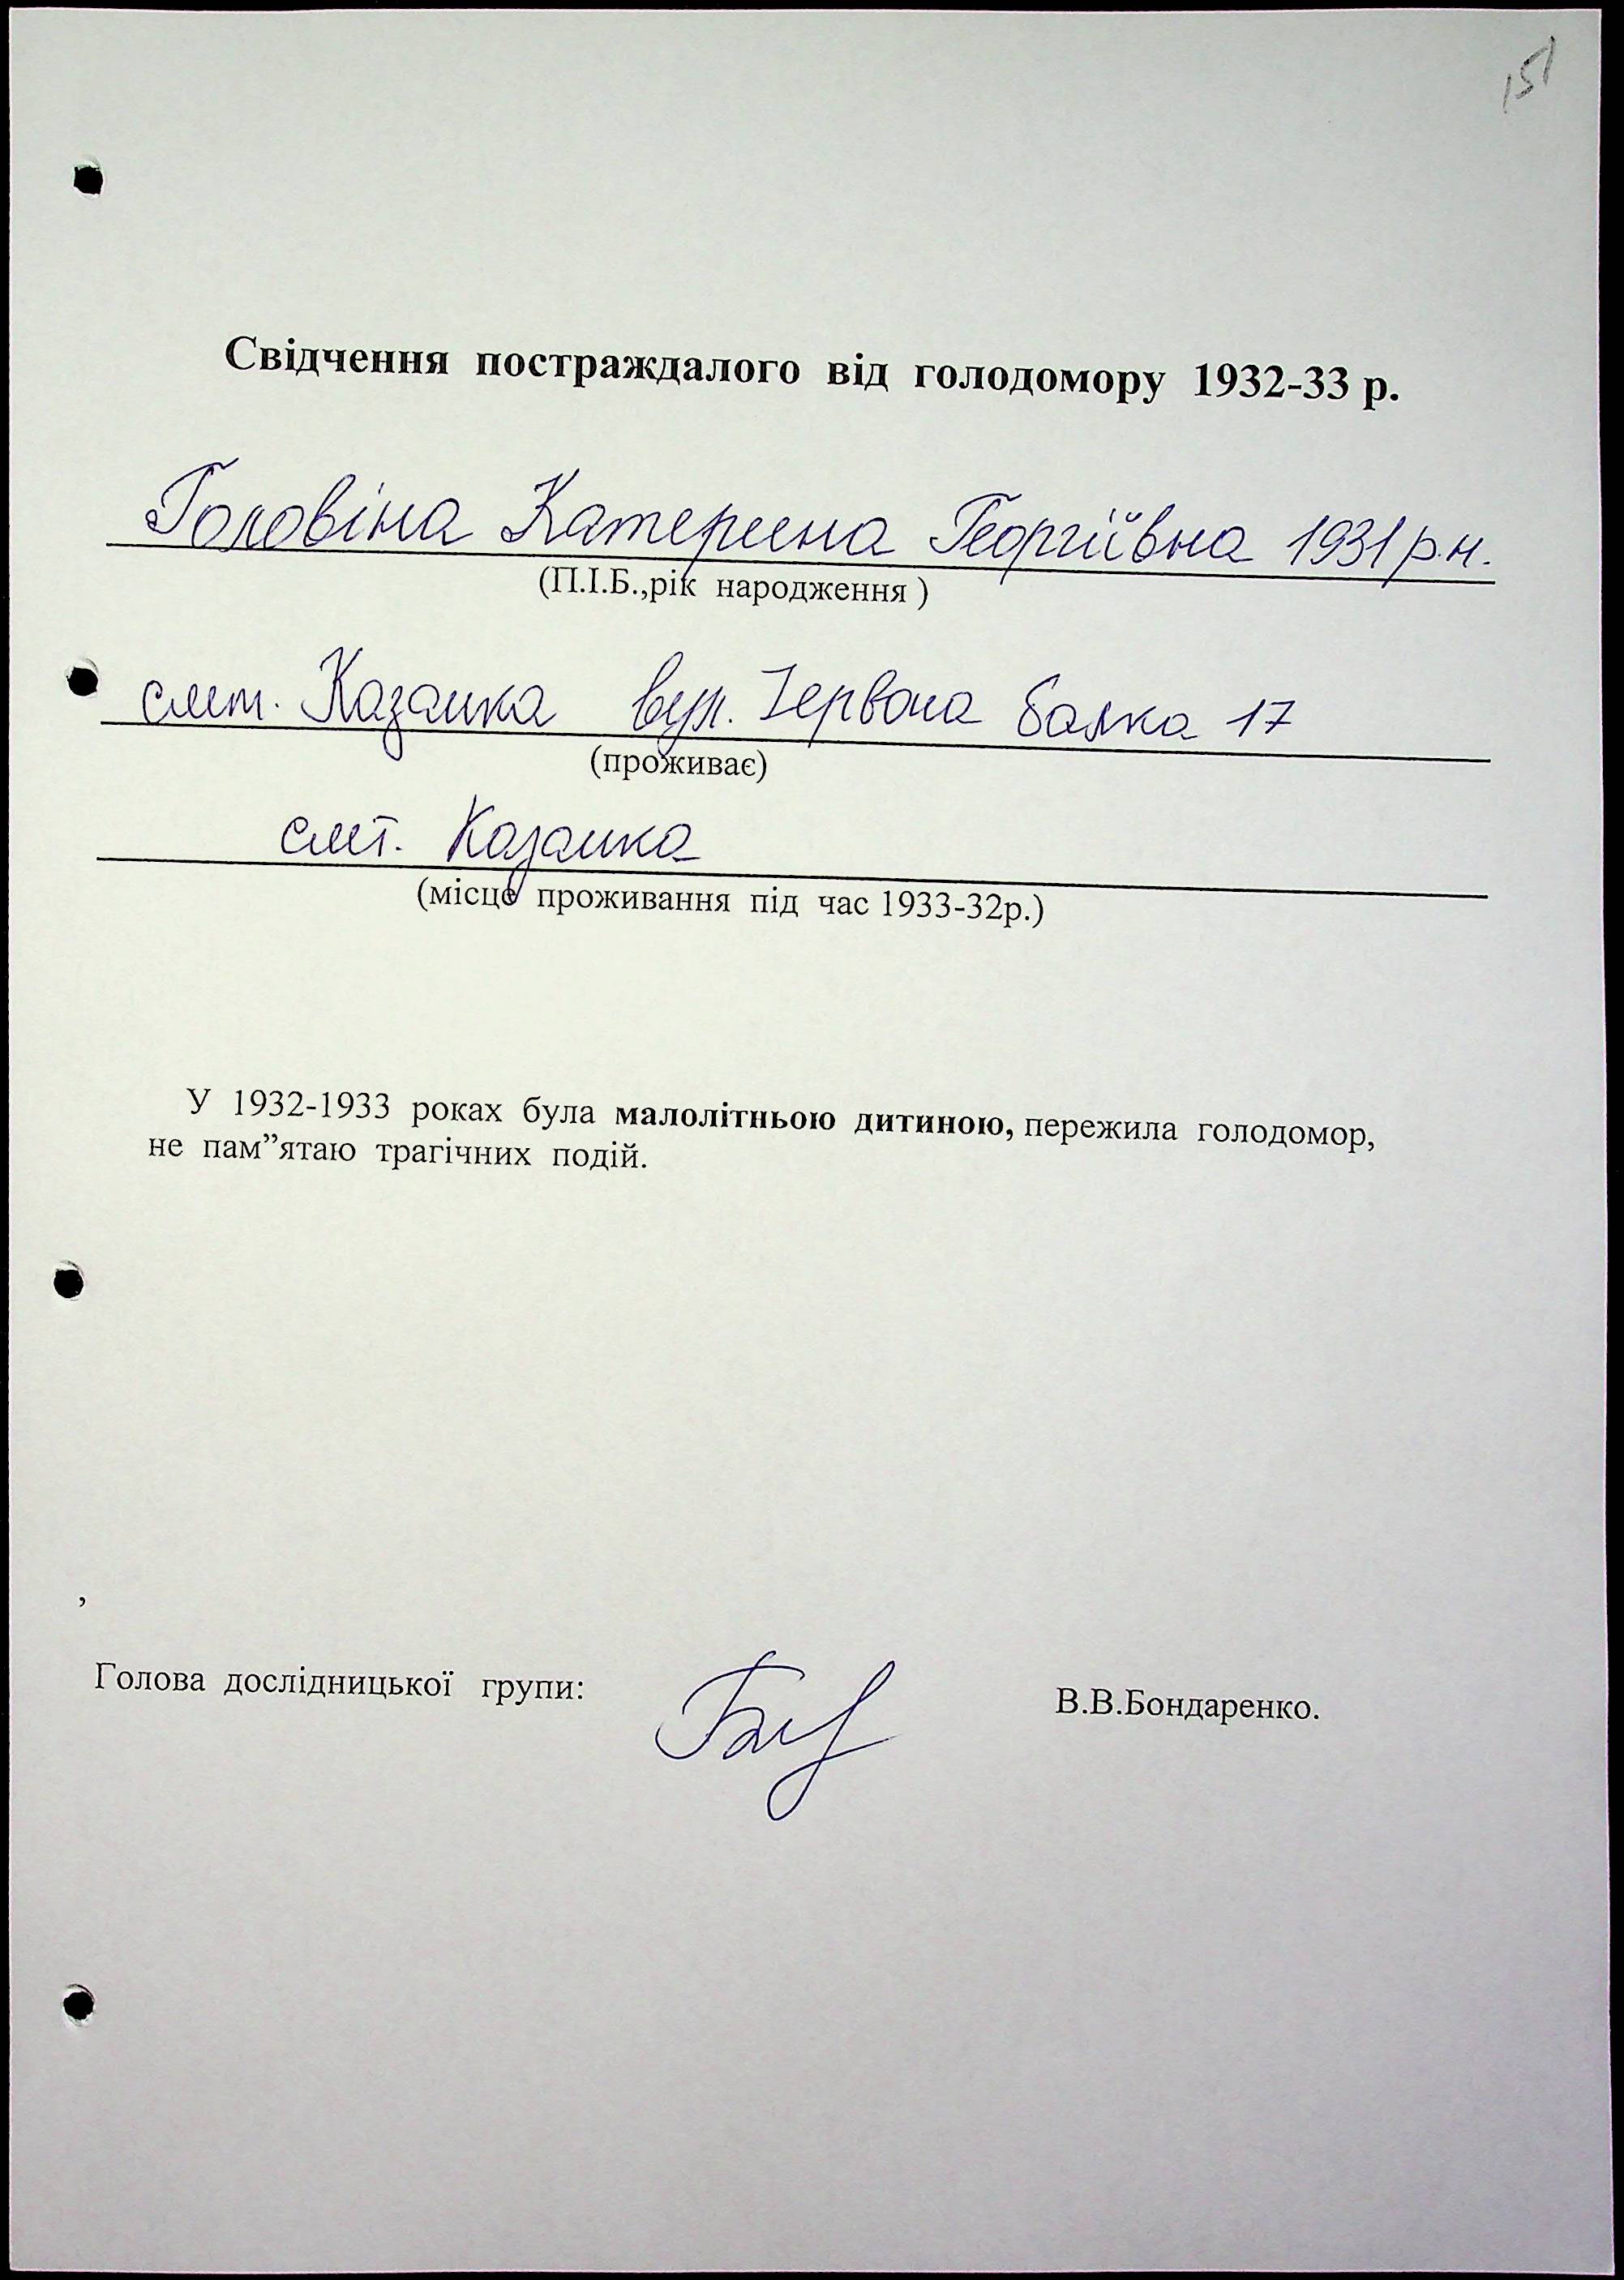 151
Свідчення постраждалого від голодомору 1932-33 р.
Головіна Катерина Георгіївна 1931 р.н.
(П.І.Б.,рік народження )
смт. Казанка вул. Червона балка 17
(проживає)
смт. Казанка
(місце проживання під час 1933-32р.)
У 1932-1933 роках була малолітньою дитиною, пережила голодомор,
не пам”ятаю трагічних подій.
,
Голова дослідницької групи:
В.В.Бондаренко.